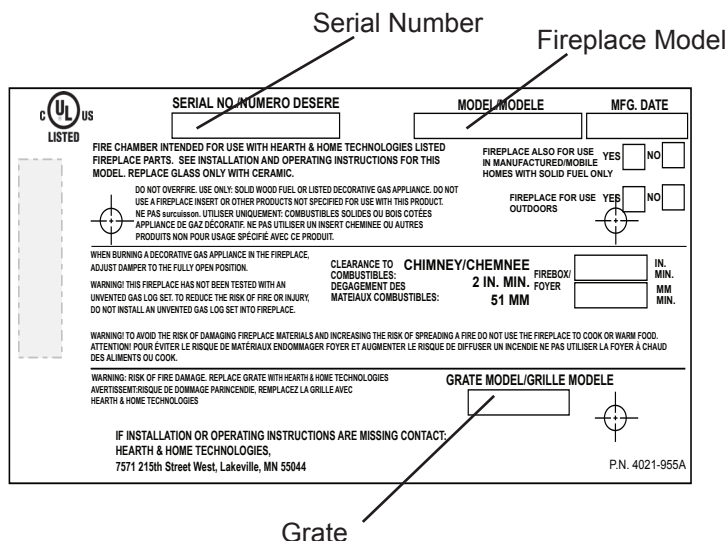 Serial Number
Fireplace Model
C UL US
LISTED
SERIAL NO./NUMERO DESERE
MODEL/MODELE
MFG. DATE
FIRE CHAMBER INTENDED FOR USE WITH HEARTH & HOME TECHNOLOGIES LISTED
FIREPLACE PARTS. SEE INSTALLATION AND OPERATING INSTRUCTIONS FOR THIS
MODEL. REPLACE GLASS ONLY WITH CERAMIC.
FIREPLACE ALSO FOR USE
IN MANUFACTURED/MOBILE
HOMES WITH SOLID FUEL ONLY
YES
NO
DO NOT OVERFIRE. USE ONLY: SOLID WOOD FUEL OR LISTED DECORATIVE GAS APPLIANCE. DO NOT
USE A FIREPLACE INSERT OR OTHER PRODUCTS NOT SPECIFIED FOR USE WITH THIS PRODUCT.
NE PAS surcuisson. UTILISER UNIQUEMENT: COMBUSTIBLES SOLIDES OU BOIS COTÉES
APPLIANCE DE GAZ DÉCORATIF. NE PAS UTILISER UN INSERT CHEMINEE OU AUTRES
PRODUITS NON POUR USAGE SPÉCIFIÉ AVEC CE PRODUIT.
FIREPLACE FOR USE
OUTDOORS
YES
NO
WHEN BURNING A DECORATIVE GAS APPLIANCE IN THE FIREPLACE,
ADJUST DAMPER TO THE FULLY OPEN POSITION.
WARNING! THIS FIREPLACE HAS NOT BEEN TESTED WITH AN
UNVENTED GAS LOG SET. TO REDUCE THE RISK OF FIRE OR INJURY,
DO NOT INSTALL AN UNVENTED GAS LOG SET INTO FIREPLACE.
CLEARANCE TO
COMBUSTIBLES:
DEGAGEMENT DES
MATEIAUX COMBUSTIBLES:
CHIMNEY/CHEMNEE
2 IN. MIN.
51 MM
FIREBOX/
FOYER
IN.
MIN.
MM
MIN.
WARNING! TO AVOID THE RISK OF DAMAGING FIREPLACE MATERIALS AND INCREASING THE RISK OF SPREADING A FIRE DO NOT USE THE FIREPLACE TO COOK OR WARM FOOD.
ATTENTION! POUR ÉVITER LE RISQUE DE MATÉRIAUX ENDOMMAGER FOYER ET AUGMENTER LE RISQUE DE DIFFUSER UN INCENDIE NE PAS UTILISER LA FOYER À CHAUD
DES ALIMENTS OU COOK.
WARNING: RISK OF FIRE DAMAGE. REPLACE GRATE WITH HEARTH & HOME TECHNOLOGIES
AVERTISSEMT:RISQUE DE DOMMAGE PARINCENDIE, REMPLACEZ LA GRILLE AVEC
HEARTH & HOME TECHNOLOGIES
GRATE MODEL/GRILLE MODELE
IF INSTALLATION OR OPERATING INSTRUCTIONS ARE MISSING CONTACT:
HEARTH & HOME TECHNOLOGIES,
7571 215th Street West, Lakeville, MN 55044
P.N. 4021-955A
Grate